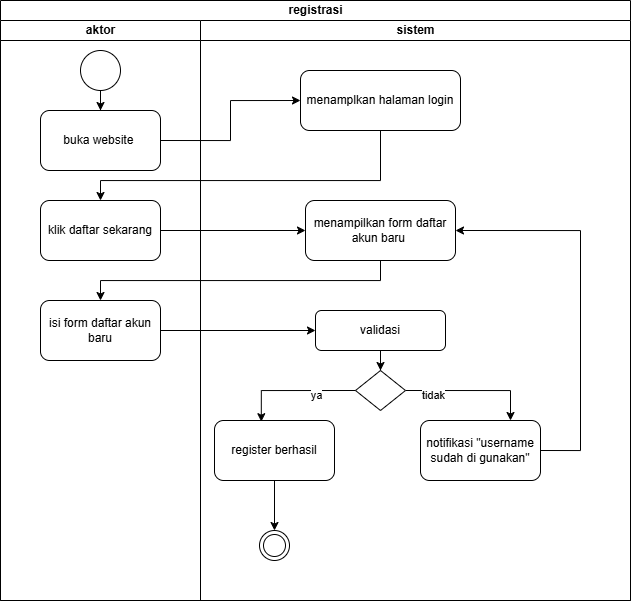 registrasi
aktor
sistem
buka website
menamplkan halaman login
klik daftar sekarang
menampilkan form daftar
akun baru
isi form daftar akun
baru
validasi
ya
tidak
register berhasil
notifikasi "username
sudah di gunakan"